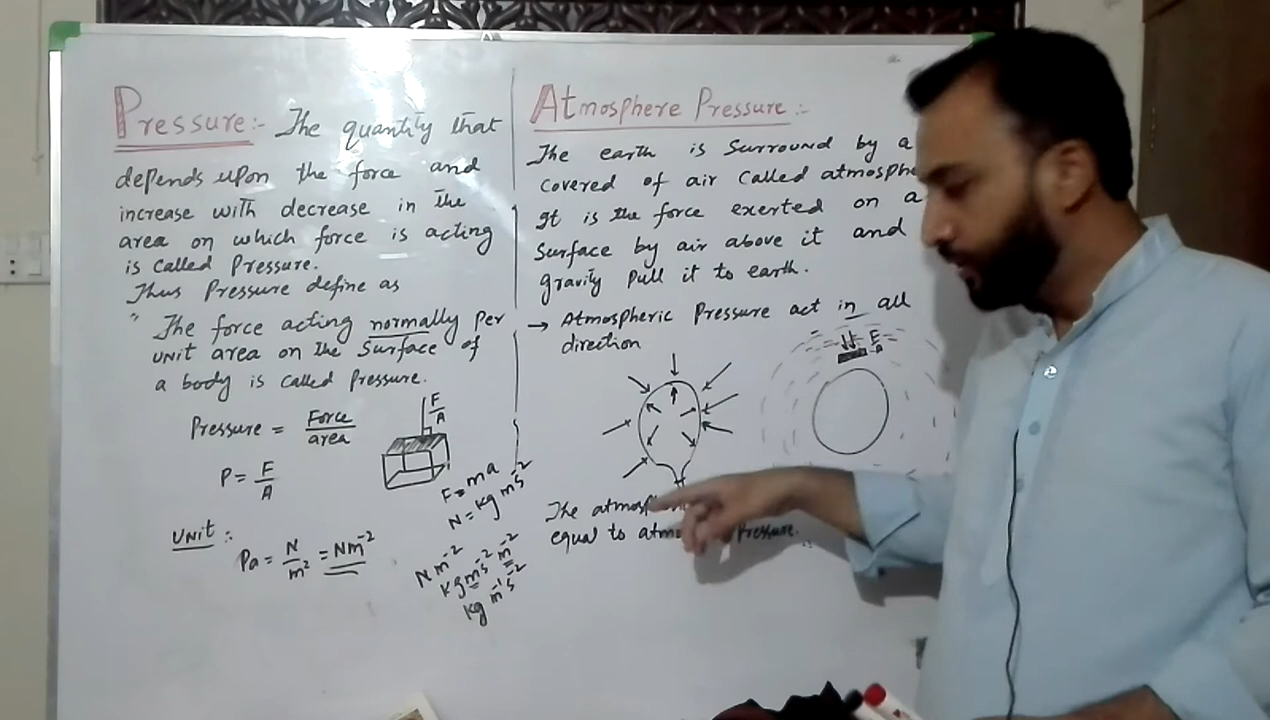 Pressure:- The quantity that
depends upon the force and
increase with decrease in the
area on which force is acting
is called Pressure.
Thus Pressure define as
" The force acting normally per
UNIT area on the Surface of
a body is called Pressure.
Pressure = Force/area
F/A
P = F/A
F = ma
N = kg ms⁻²
UNIT :
Pa = N/m² = Nm⁻²
Nm⁻²
kg ms⁻² m⁻²
kg m⁻¹ s⁻²
Atmosphere Pressure :-
The earth is Surround by a
covered of air called atmosphe
It is the force exerted on a
Surface by air above it and
gravity Pull it to earth.
→ Atmospheric Pressure act in all
direction
F/A
The atmosp
equal to atmo Pressure.